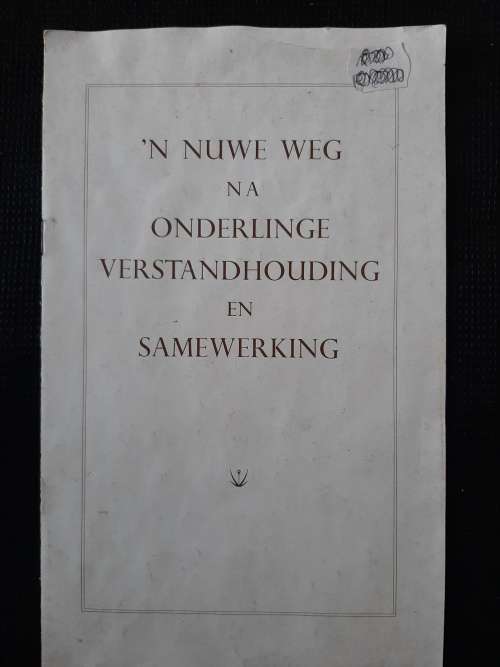 'N NUWE WEG
NA
ONDERLINGE
VERSTANDHOUDING
EN
SAMEWERKING